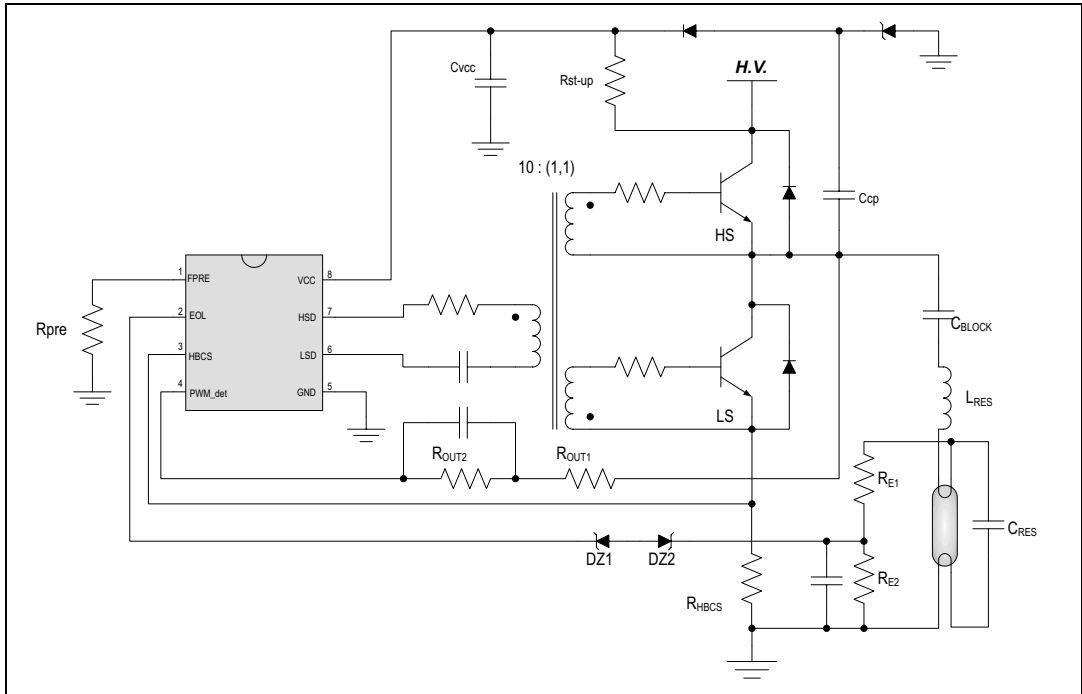 Cvcc
Rst-up
H.V.
10 : (1,1)
Ccp
HS
1 FPRE VCC 8
2 EOL HSD 7
3 HBCS LSD 6
4 PWM_det GND 5
Rpre
CBLOCK
LS
LRES
ROUT2
ROUT1
RE1
CRES
DZ1
DZ2
RE2
RHBCS